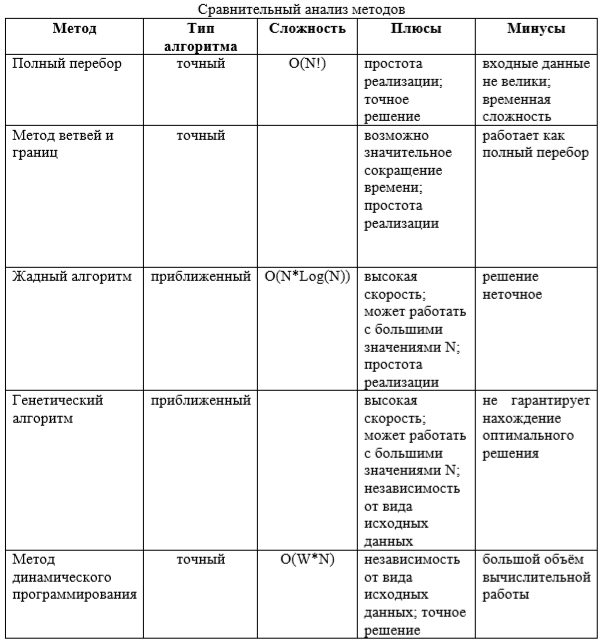 Сравнительный анализ методов
Метод
Тип
алгоритма
Сложность
Плюсы
Минусы
Полный перебор
точный
O(N!)
простота
реализации;
точное
решение
входные данные
не велики;
временная
сложность
Метод ветвей и
границ
точный
возможно
значительное
сокращение
времени;
простота
реализации
работает как
полный перебор
Жадный алгоритм
приближенный
O(N*Log(N))
высокая
скорость;
может работать
с большими
значениями N;
простота
реализации
решение
неточное
Генетический
алгоритм
приближенный
высокая
скорость;
может работать
с большими
значениями N;
независимость
от вида
исходных
данных
не гарантирует
нахождение
оптимального
решения
Метод
динамического
программирования
точный
O(W*N)
независимость
от вида
исходных
данных; точное
решение
большой объём
вычислительной
работы